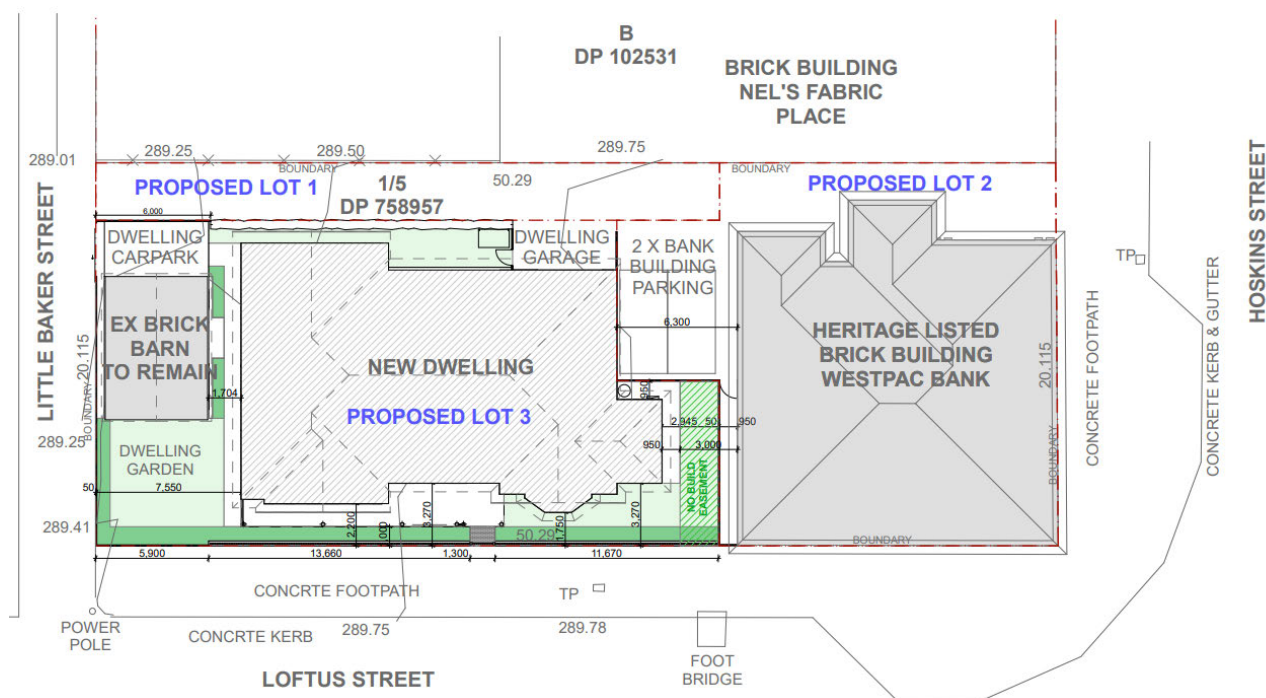 B
DP 102531
BRICK BUILDING
NEL'S FABRIC
PLACE
289.01
289.25
289.50
289.75
BOUNDARY
50.29
BOUNDARY
PROPOSED LOT 1
1/5
DP 758957
PROPOSED LOT 2
6,000
DWELLING
CARPARK
DWELLING
GARAGE
2 X BANK
BUILDING
PARKING
TP
HOSKINS STREET
LITTLE BAKER STREET
20.115
BOUNDARY
EX BRICK
BARN
TO REMAIN
6,300
HERITAGE LISTED
BRICK BUILDING
WESTPAC BANK
20.115
BOUNDARY
CONCRETE FOOTPATH
CONCRETE KERB & GUTTER
NEW DWELLING
1,704
950
PROPOSED LOT 3
2,945
50
950
950
3,000
289.25
DWELLING
GARDEN
NO BUILD
EASEMENT
50
7,550
289.41
2,200
000
3,270
1,750
3,270
50.29
BOUNDARY
5,900
13,660
1,300
11,670
CONCRTE FOOTPATH
TP
POWER
POLE
CONCRTE KERB
289.75
289.78
FOOT
BRIDGE
LOFTUS STREET